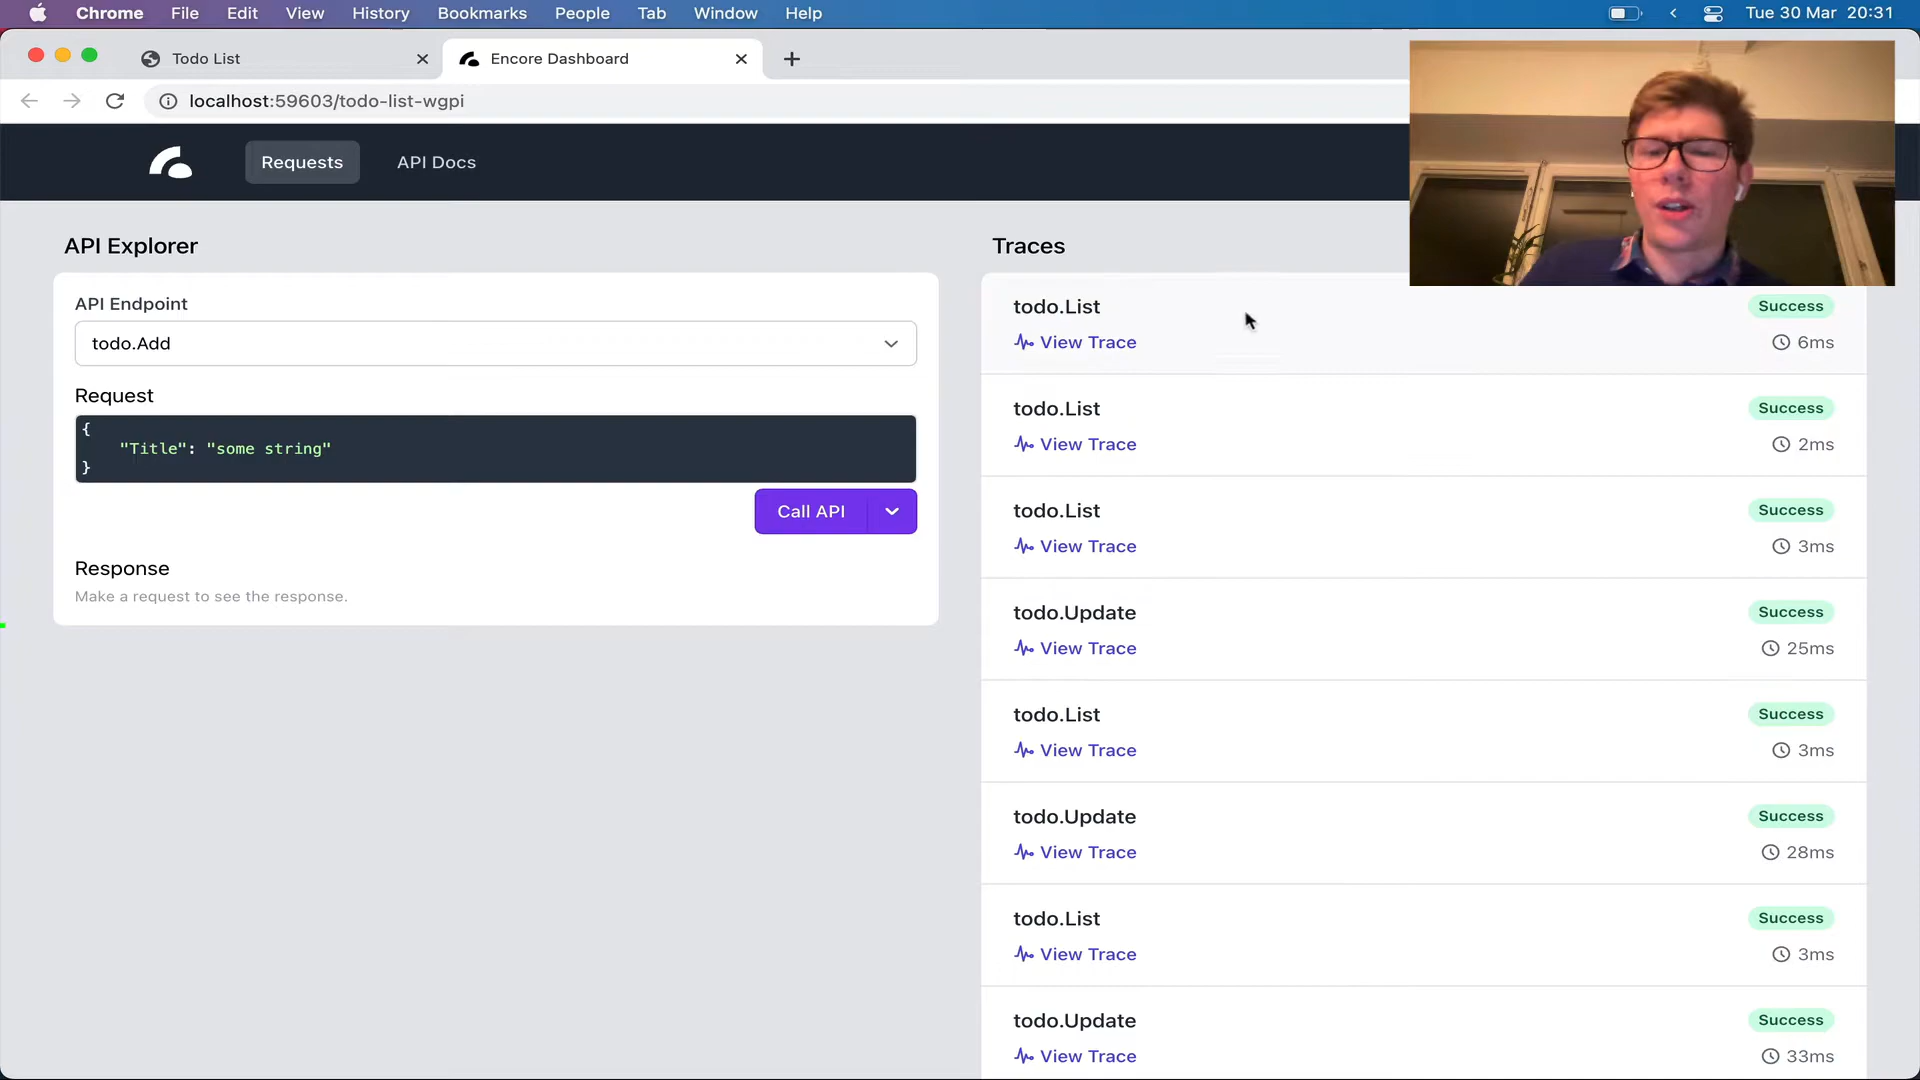 Chrome File Edit View History Bookmarks People Tab Window Help Tue 30 Mar 20:31
Todo List Encore Dashboard
localhost:59603/todo-list-wgpi
Requests API Docs
API Explorer
API Endpoint
todo.Add
Request
{
"Title": "some string"
}
Call API
Response
Make a request to see the response.
Traces
todo.List Success
View Trace 6ms
todo.List Success
View Trace 2ms
todo.List Success
View Trace 3ms
todo.Update Success
View Trace 25ms
todo.List Success
View Trace 3ms
todo.Update Success
View Trace 28ms
todo.List Success
View Trace 3ms
todo.Update Success
View Trace 33ms